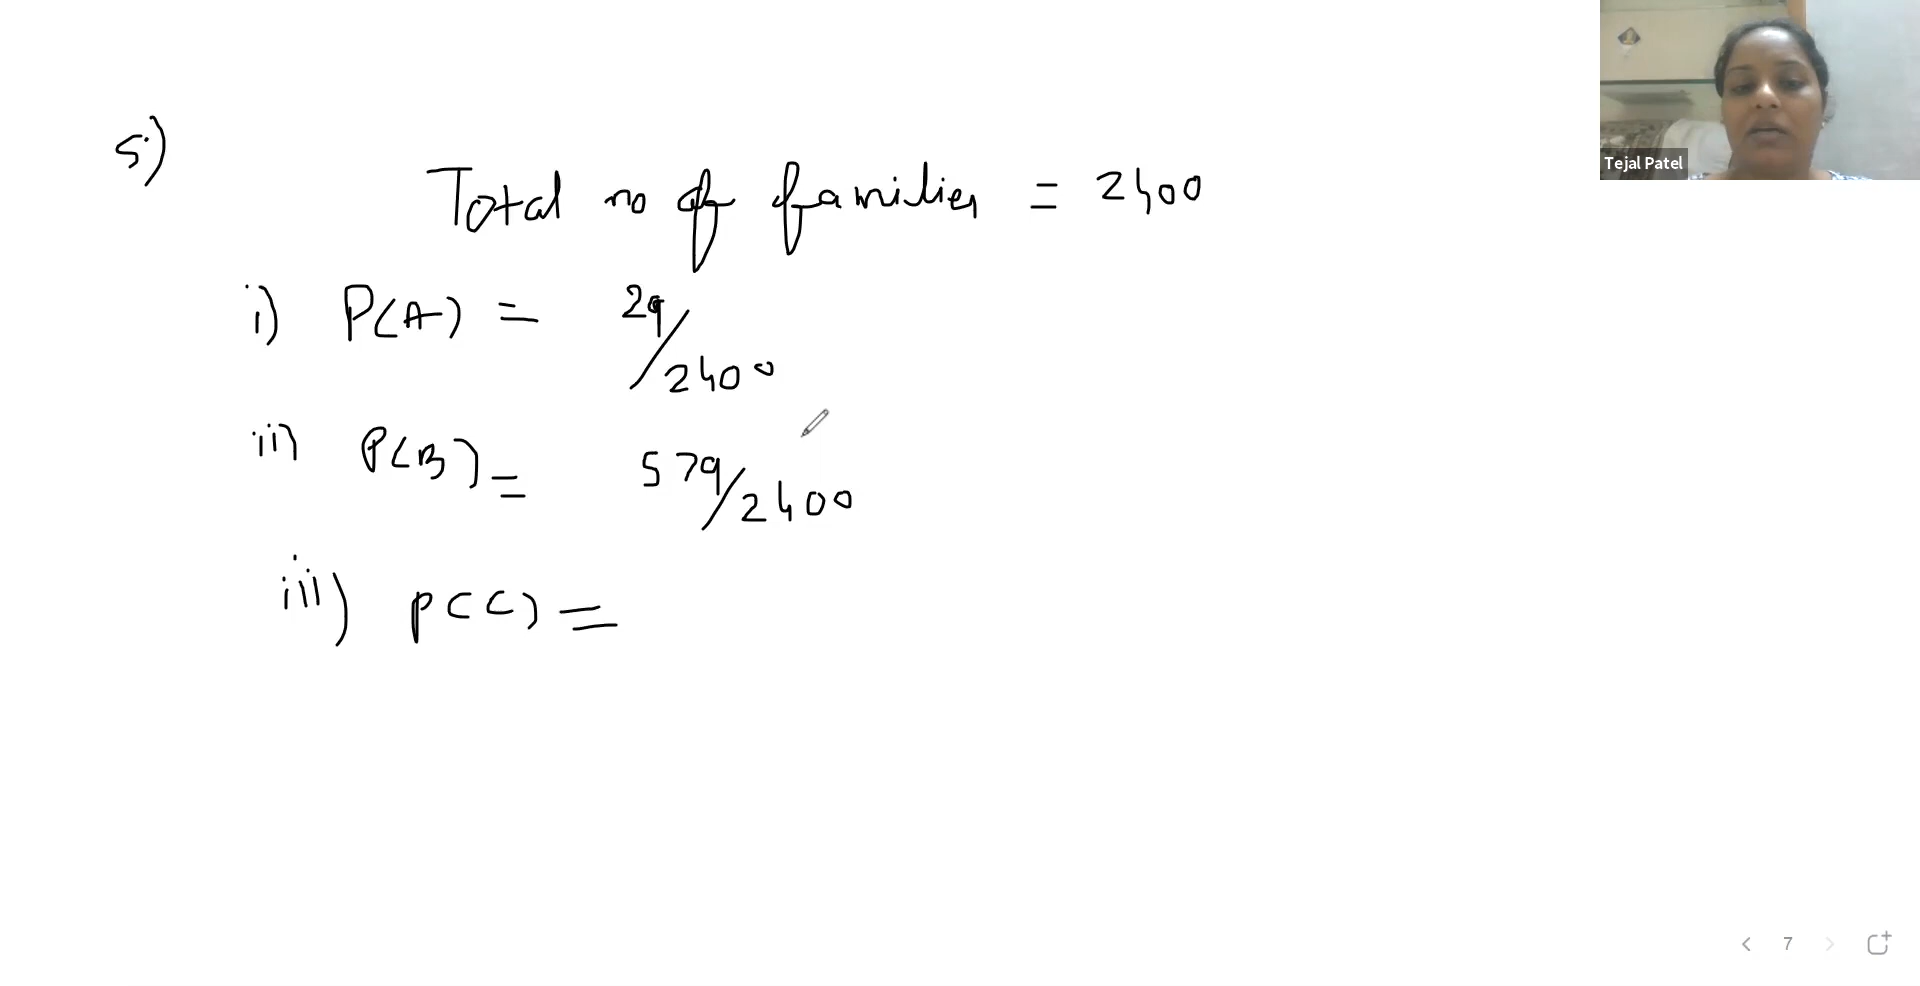 5)
Tejal Patel
Total no of families = 2400
i) P(A) = 29/2400
ii) P(B) = 579/2400
iii) P(C) =
7